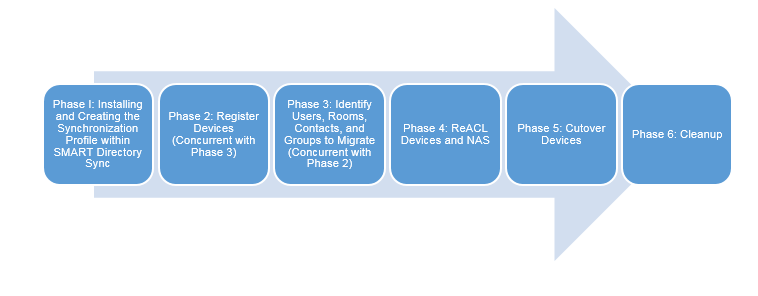 Phase I: Installing
and Creating the
Synchronization
Profile within
SMART Directory
Sync
Phase 2: Register
Devices
(Concurrent with
Phase 3)
Phase 3: Identify
Users, Rooms,
Contacts, and
Groups to Migrate
(Concurrent with
Phase 2)
Phase 4: ReACL
Devices and NAS
Phase 5: Cutover
Devices
Phase 6: Cleanup